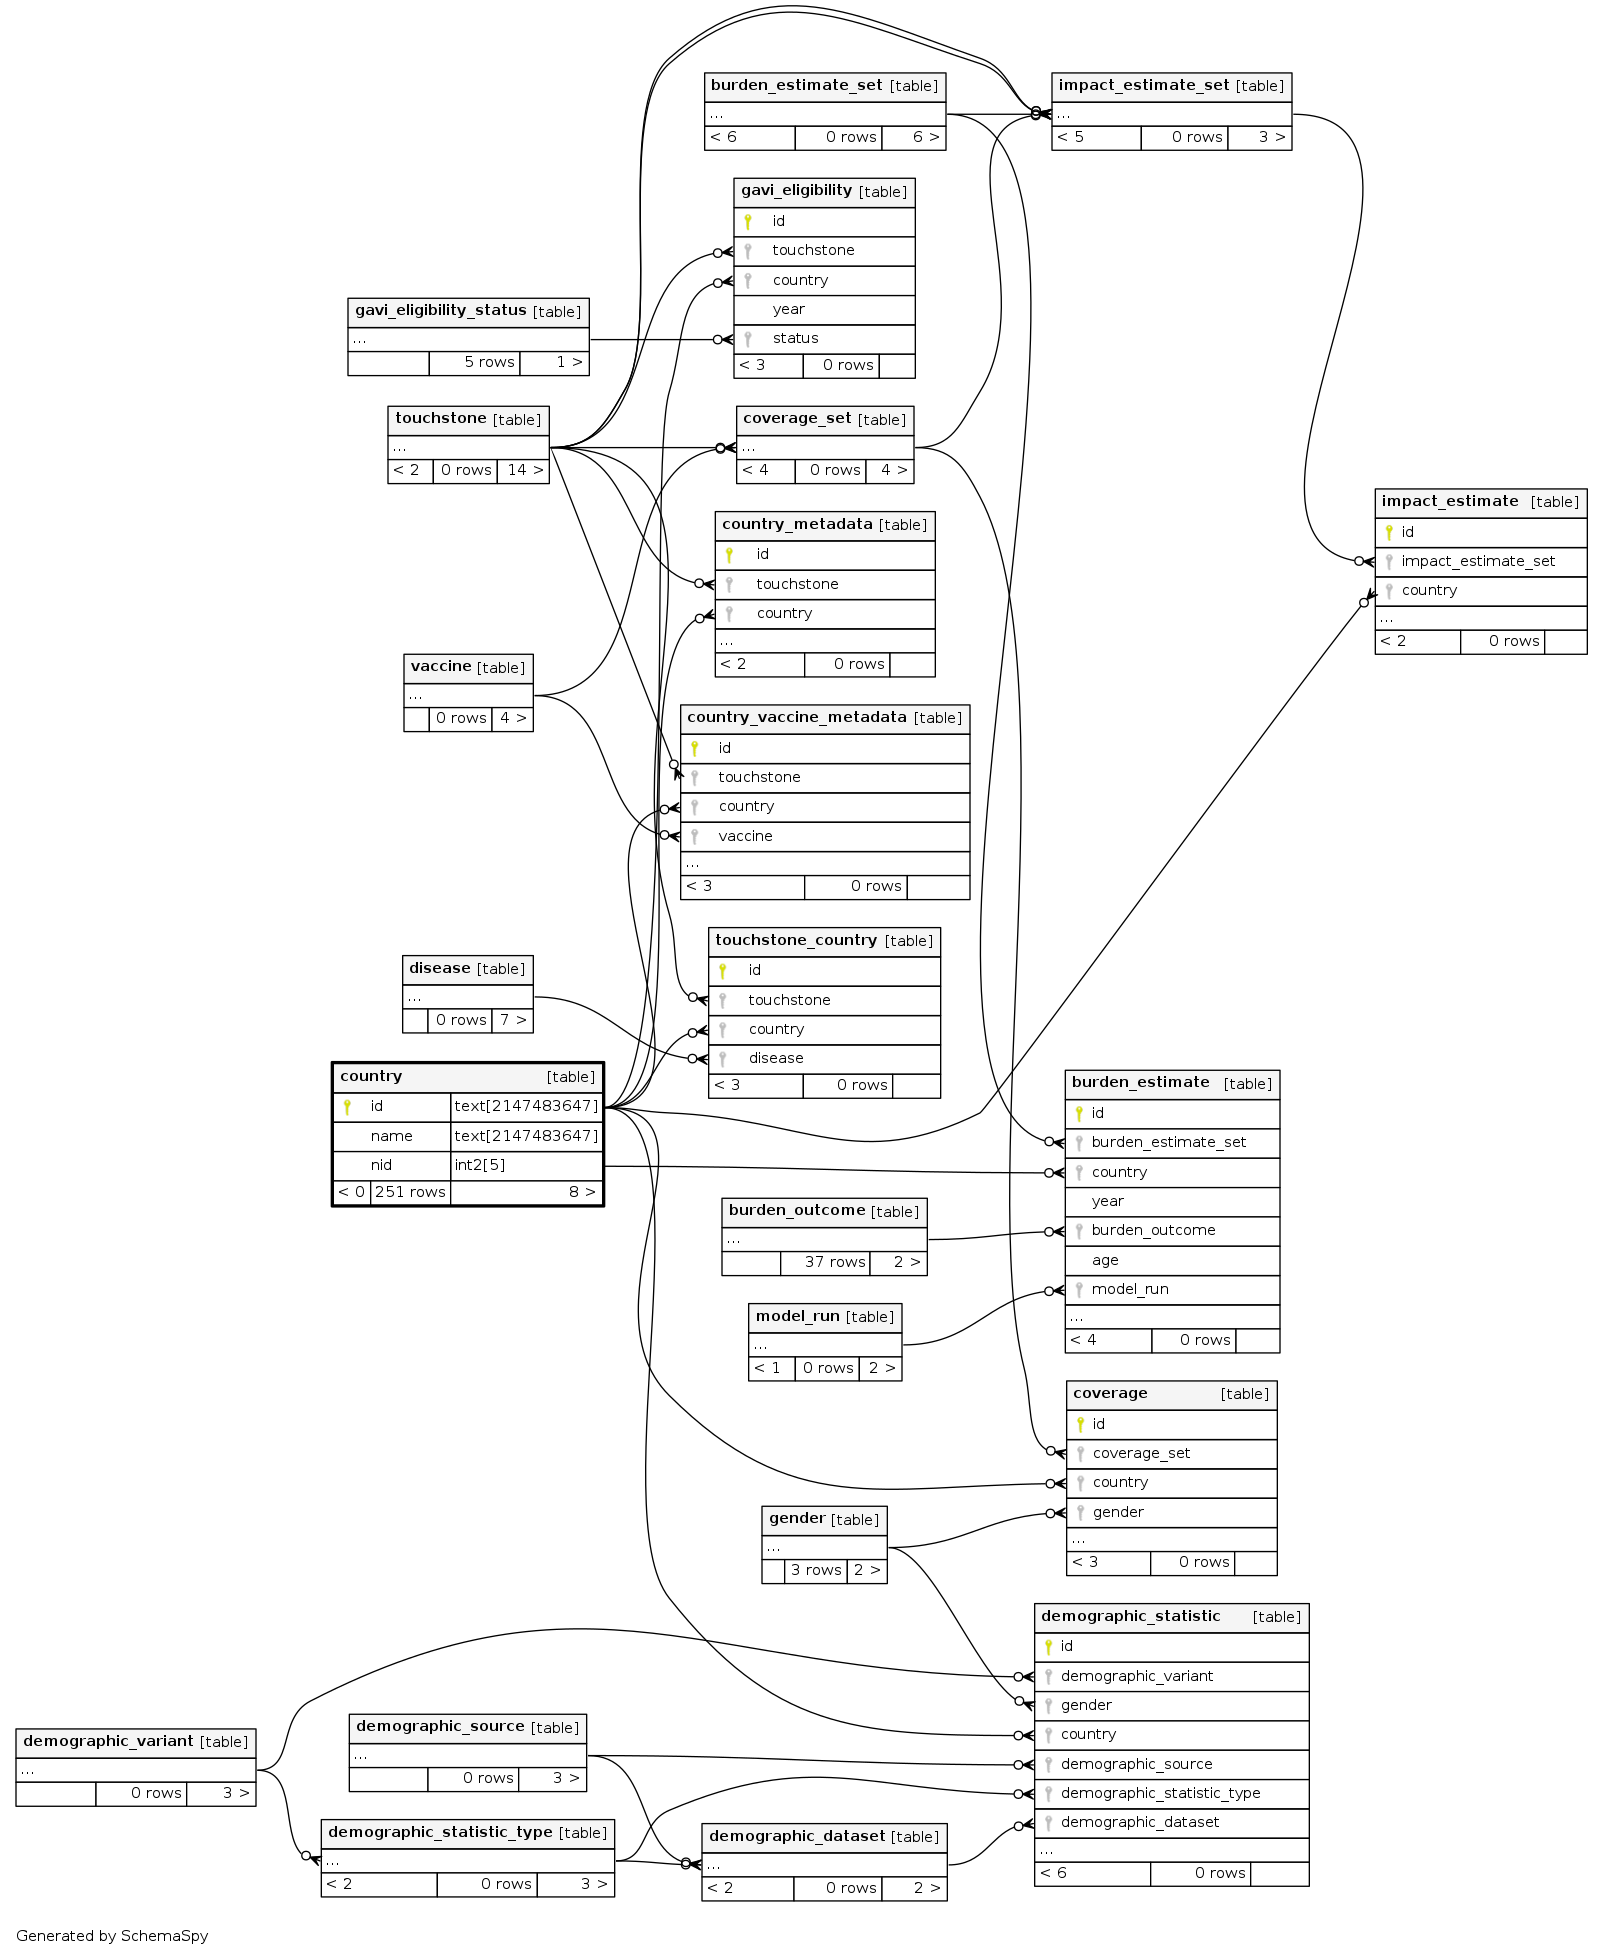 burden_estimate_set [table]
...
< 6 0 rows 6 >
impact_estimate_set [table]
...
< 5 0 rows 3 >
gavi_eligibility [table]
id
touchstone
country
year
status
< 3 0 rows
gavi_eligibility_status [table]
...
5 rows 1 >
touchstone [table]
...
< 2 0 rows 14 >
coverage_set [table]
...
< 4 0 rows 4 >
impact_estimate [table]
id
impact_estimate_set
country
...
< 2 0 rows
country_metadata [table]
id
touchstone
country
...
< 2 0 rows
vaccine [table]
...
0 rows 4 >
country_vaccine_metadata [table]
id
touchstone
country
vaccine
...
< 3 0 rows
touchstone_country [table]
id
touchstone
country
disease
< 3 0 rows
disease [table]
...
0 rows 7 >
country [table]
id text[2147483647]
name text[2147483647]
nid int2[5]
< 0 251 rows 8 >
burden_estimate [table]
id
burden_estimate_set
country
year
burden_outcome
age
model_run
...
< 4 0 rows
burden_outcome [table]
...
37 rows 2 >
model_run [table]
...
< 1 0 rows 2 >
coverage [table]
id
coverage_set
country
gender
...
< 3 0 rows
gender [table]
...
3 rows 2 >
demographic_statistic [table]
id
demographic_variant
gender
country
demographic_source
demographic_statistic_type
demographic_dataset
...
< 6 0 rows
demographic_variant [table]
...
0 rows 3 >
demographic_source [table]
...
0 rows 3 >
demographic_statistic_type [table]
...
< 2 0 rows 3 >
demographic_dataset [table]
...
< 2 0 rows 2 >
Generated by SchemaSpy